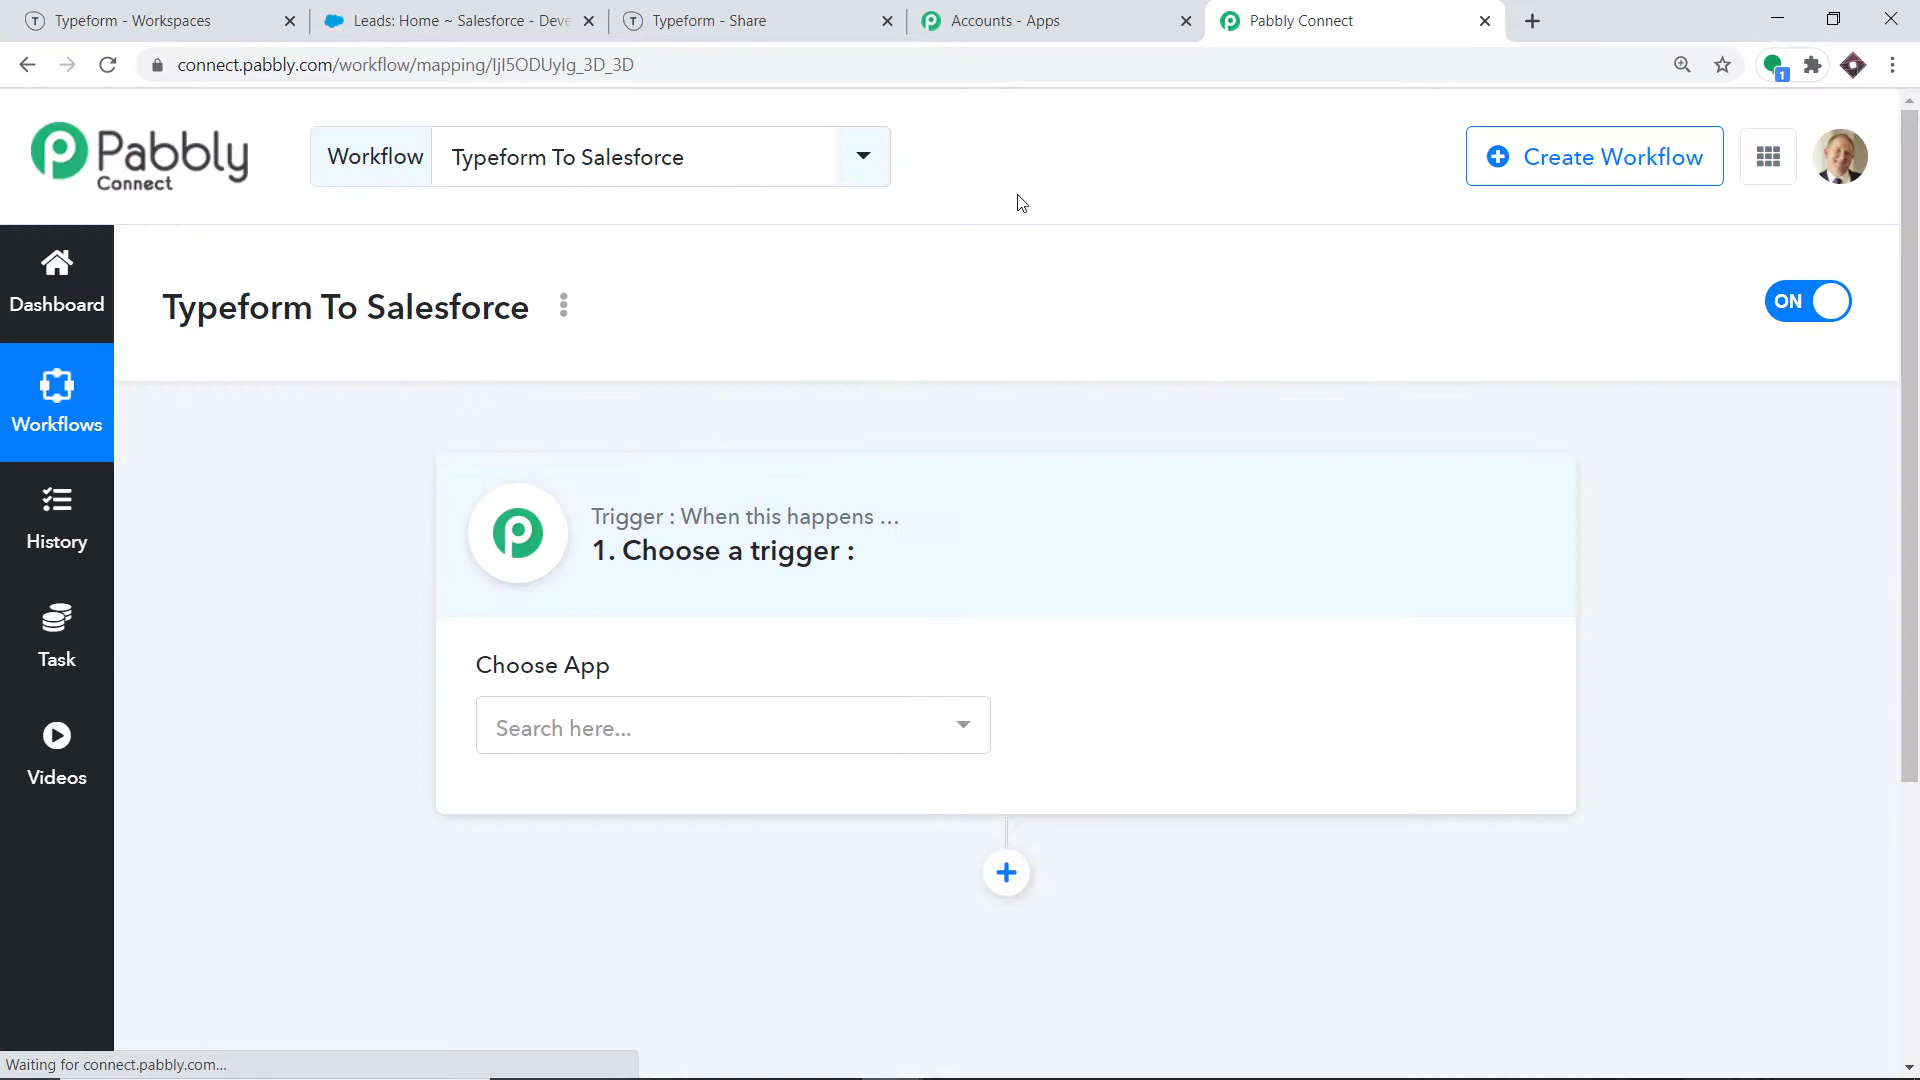 Typeform - Workspaces
Leads: Home ~ Salesforce - Deve
Typeform - Share
Accounts - Apps
Pabbly Connect
connect.pabbly.com/workflow/mapping/IjI5ODUyIg_3D_3D
1
Pabbly
Connect
Workflow
Typeform To Salesforce
Create Workflow
Dashboard
Workflows
History
Task
Videos
Typeform To Salesforce
ON
Trigger : When this happens ...
1. Choose a trigger :
Choose App
Search here...
Waiting for connect.pabbly.com...